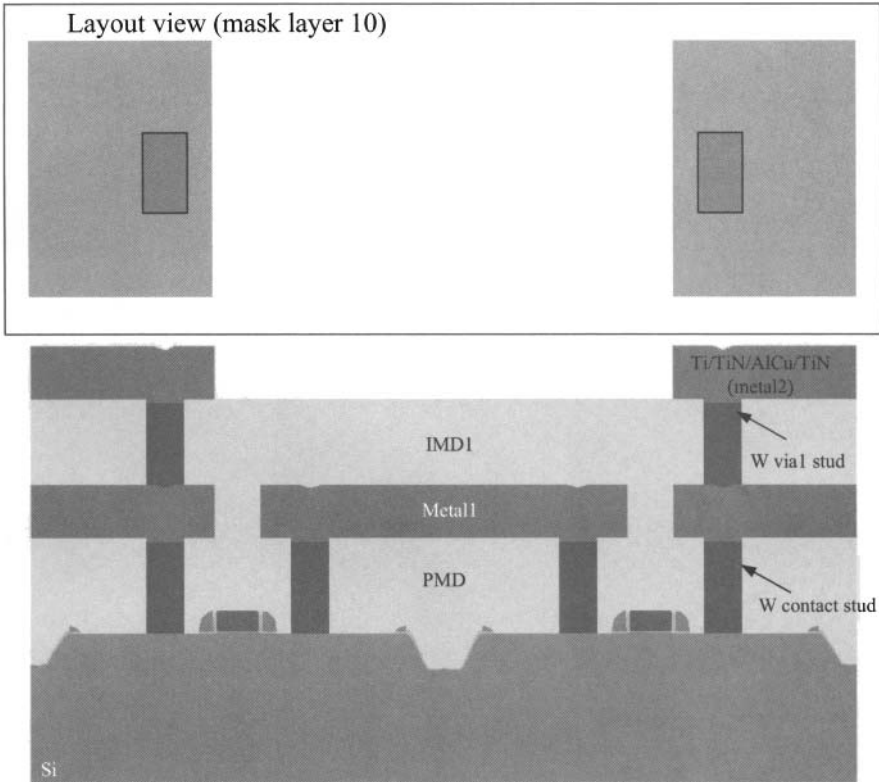 Layout view (mask layer 10)
Ti/TiN/AlCu/TiN
(metal2)
IMD1
W via1 stud
Metal1
PMD
W contact stud
Si